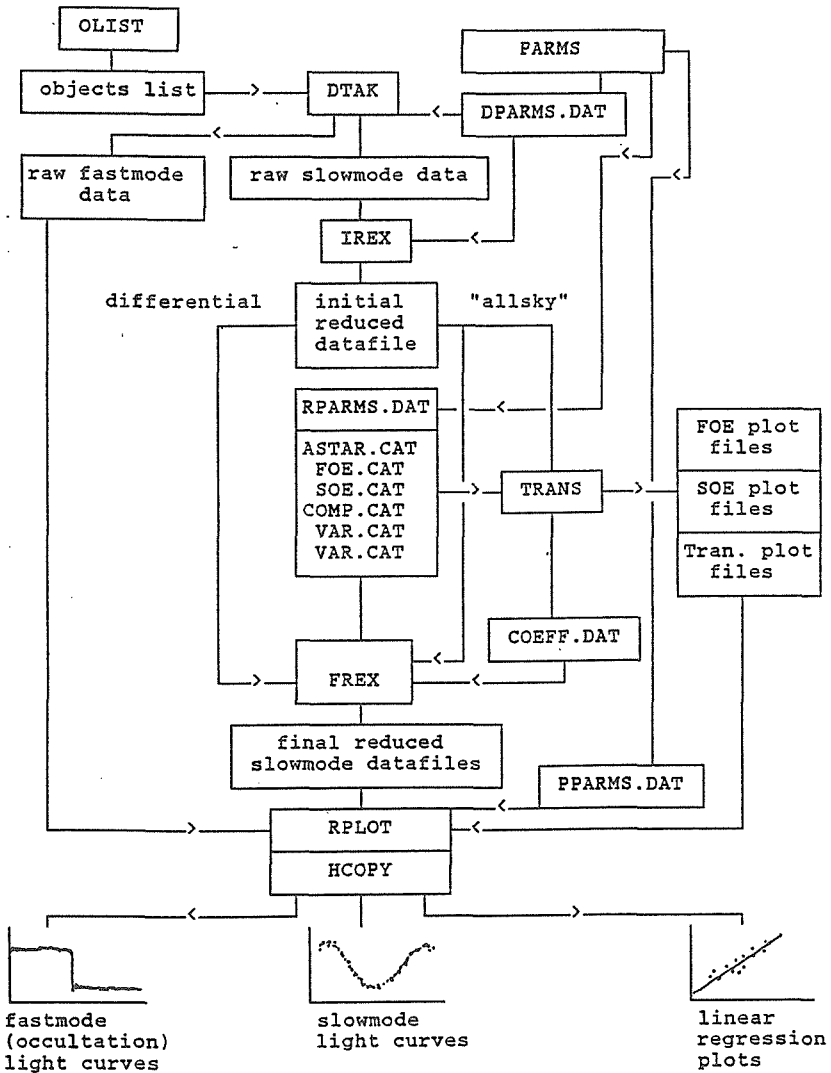 OLIST
PARMS
objects list
DTAK
DPARMS.DAT
raw fastmode
data
raw slowmode data
IREX
differential
initial
reduced
datafile
"allsky"
RPARMS.DAT
ASTAR.CAT
FOE.CAT
SOE.CAT
COMP.CAT
VAR.CAT
VAR.CAT
TRANS
FOE plot
files
SOE plot
files
Tran. plot
files
COEFF.DAT
FREX
final reduced
slowmode datafiles
PPARMS.DAT
RPLOT
HCOPY
fastmode
(occultation)
light curves
slowmode
light curves
linear
regression
plots